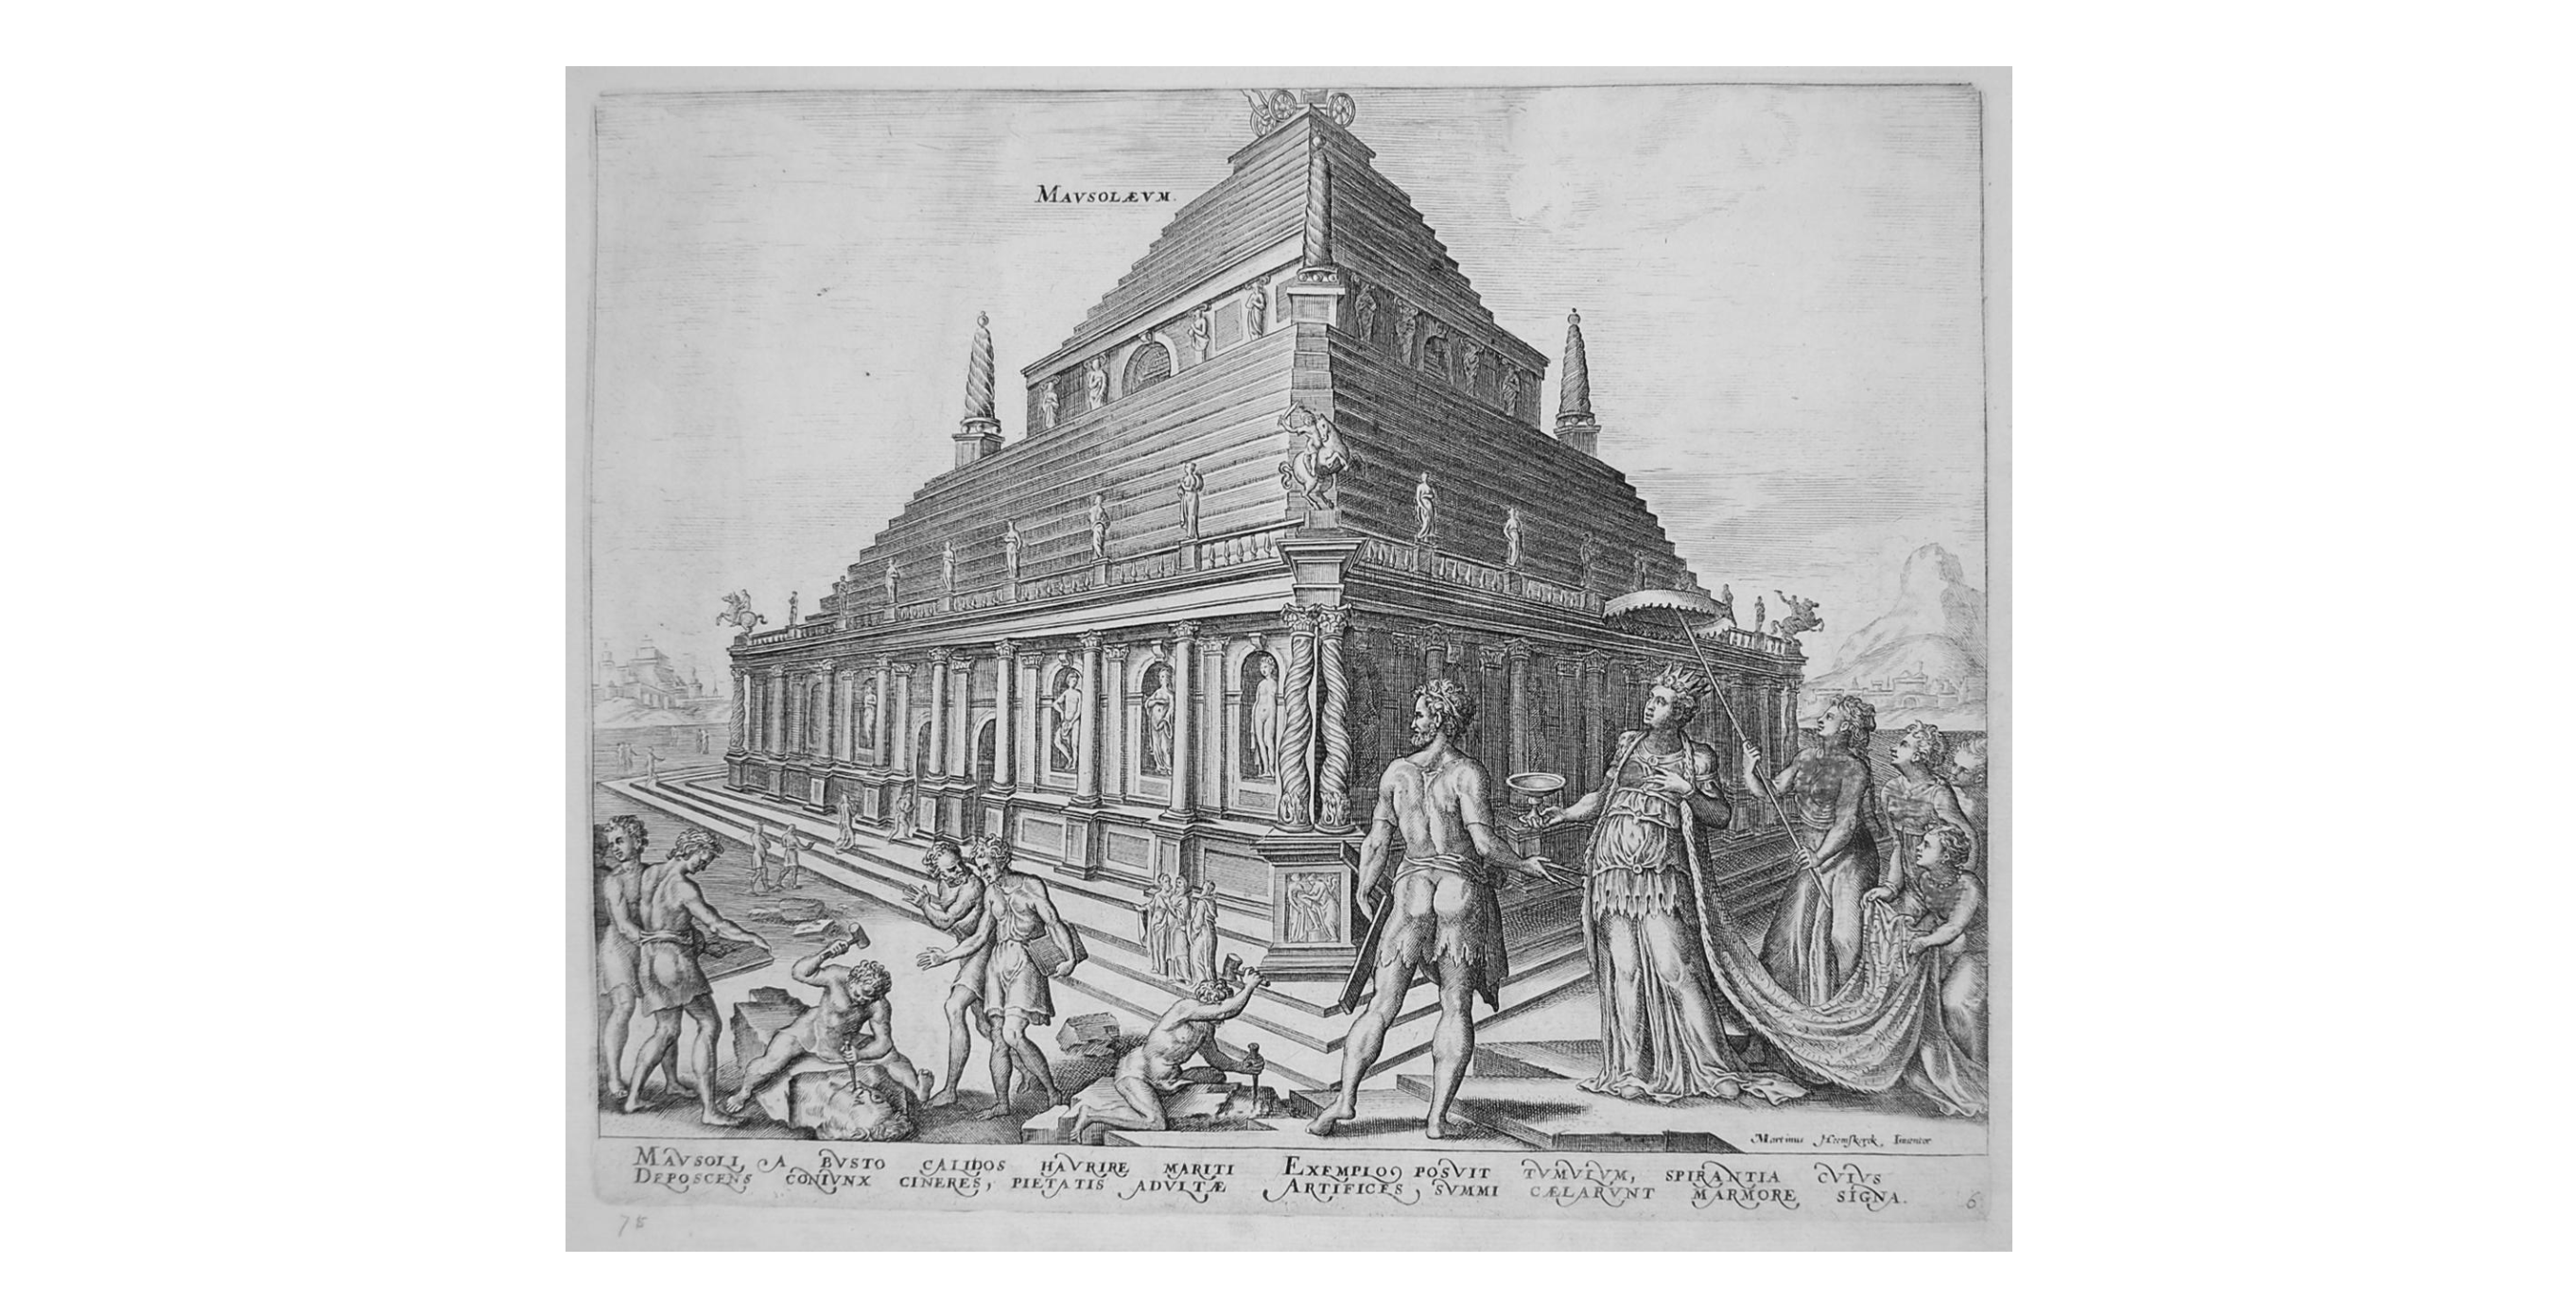 MAVSOLÆVM.
Martinus Heemskerck, Inventor
MAVSOLI, A BVSTO CALIDOS HAVRIRE MARITI
DEPOSCENS CONIVNX CINERES, PIETATIS ADVLTÆ
EXEMPLO, POSVIT TVMVLVM, SPIRANTIA CVIVS
ARTIFICES SVMMI CÆLARVNT MARMORE SIGNA.
6